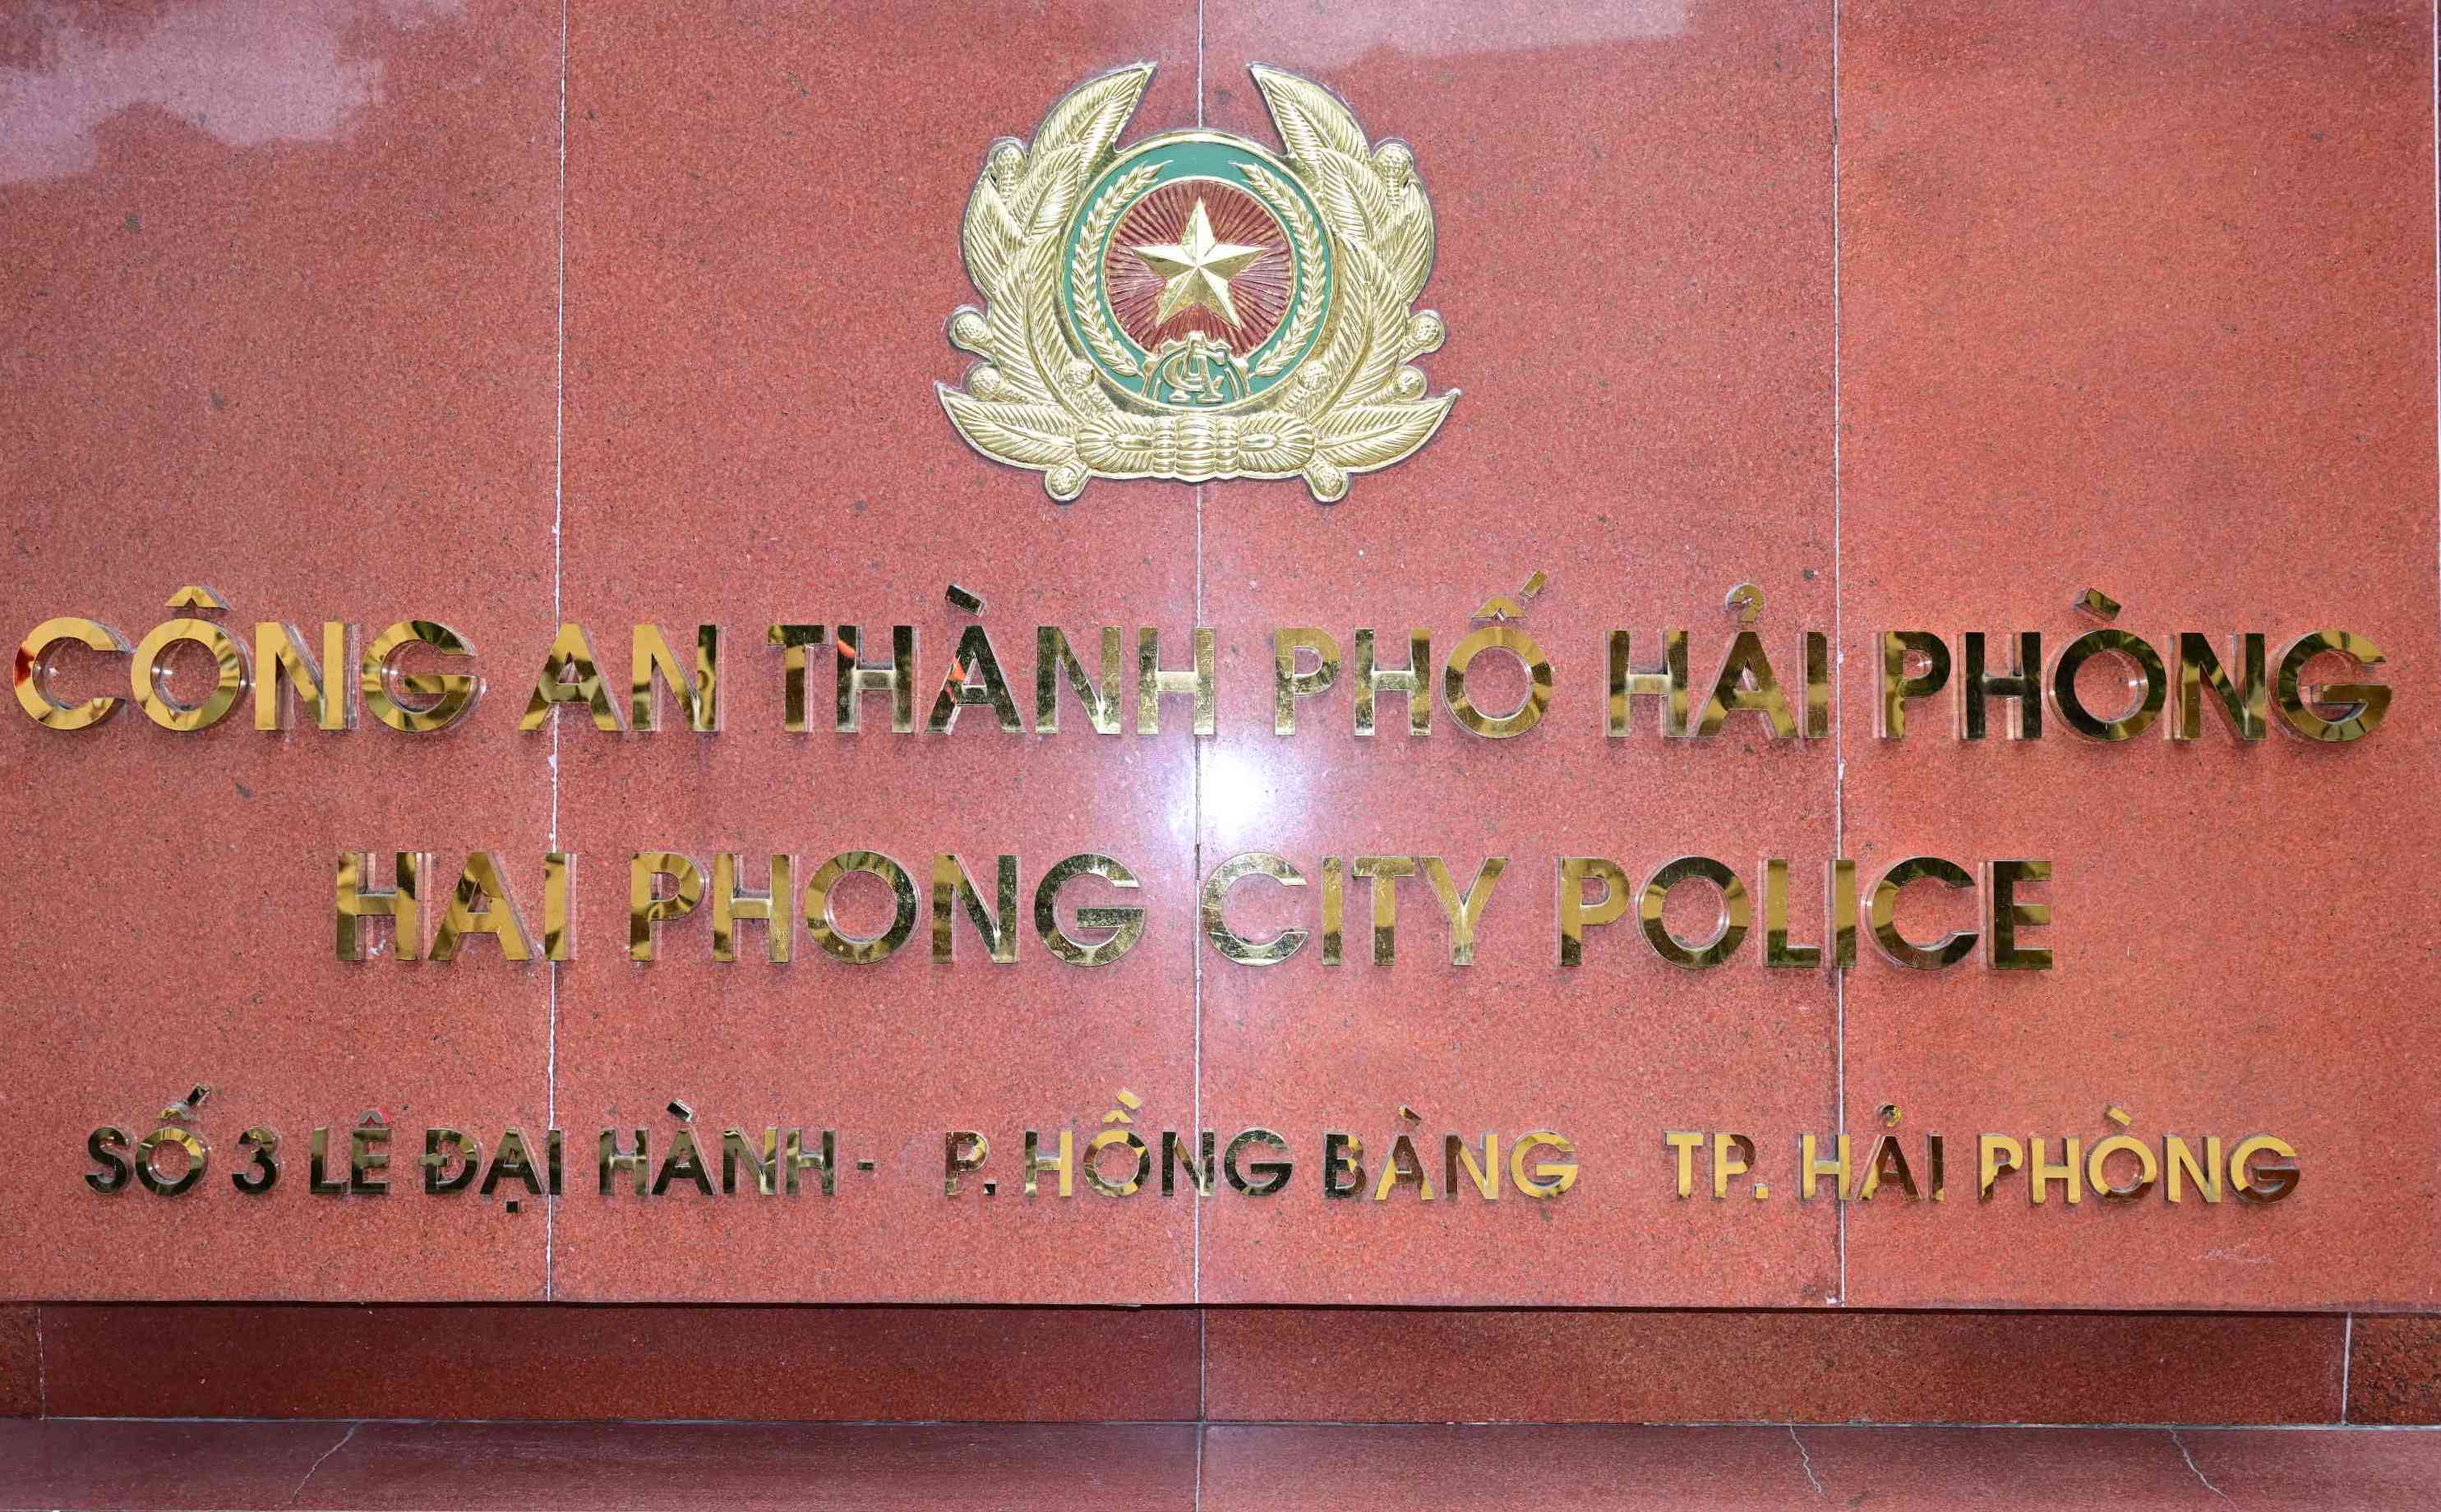 CÔNG AN THÀNH PHỐ HẢI PHÒNG
HAI PHONG CITY POLICE
SỐ 3 LÊ ĐẠI HÀNH - P. HỒNG BÀNG TP. HẢI PHÒNG